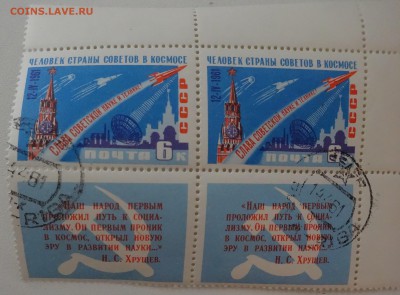 COINS.LAVE.RU
ЧЕЛОВЕК СТРАНЫ СОВЕТОВ В КОСМОСЕ
12-IV-1961
СЛАВА СОВЕТСКОЙ НАУКЕ И ТЕХНИКЕ!
СССР
ПОЧТА 6 К
ЧЕЛОВЕК СТРАНЫ СОВЕТОВ В КОСМОСЕ
12-IV-1961
СЛАВА СОВЕТСКОЙ НАУКЕ И ТЕХНИКЕ!
СССР
ПОЧТА 6
«НАШ НАРОД ПЕРВЫМ
ПРОЛОЖИЛ ПУТЬ К СОЦИА-
ЛИЗМУ. ОН ПЕРВЫМ ПРОНИК
В КОСМОС, ОТКРЫЛ НОВУЮ
ЭРУ В РАЗВИТИИ НАУКИ...»
Н. С. ХРУЩЕВ.
«НАШ НАРОД ПЕРВЫМ
ПРОЛОЖИЛ ПУТЬ К СОЦИА-
ЛИЗМУ. ОН ПЕРВЫМ ПРОНИК
В КОСМОС, ОТКРЫЛ НОВУЮ
ЭРУ В РАЗВИТИИ НАУКИ...»
Н. С. ХРУЩЕВ.